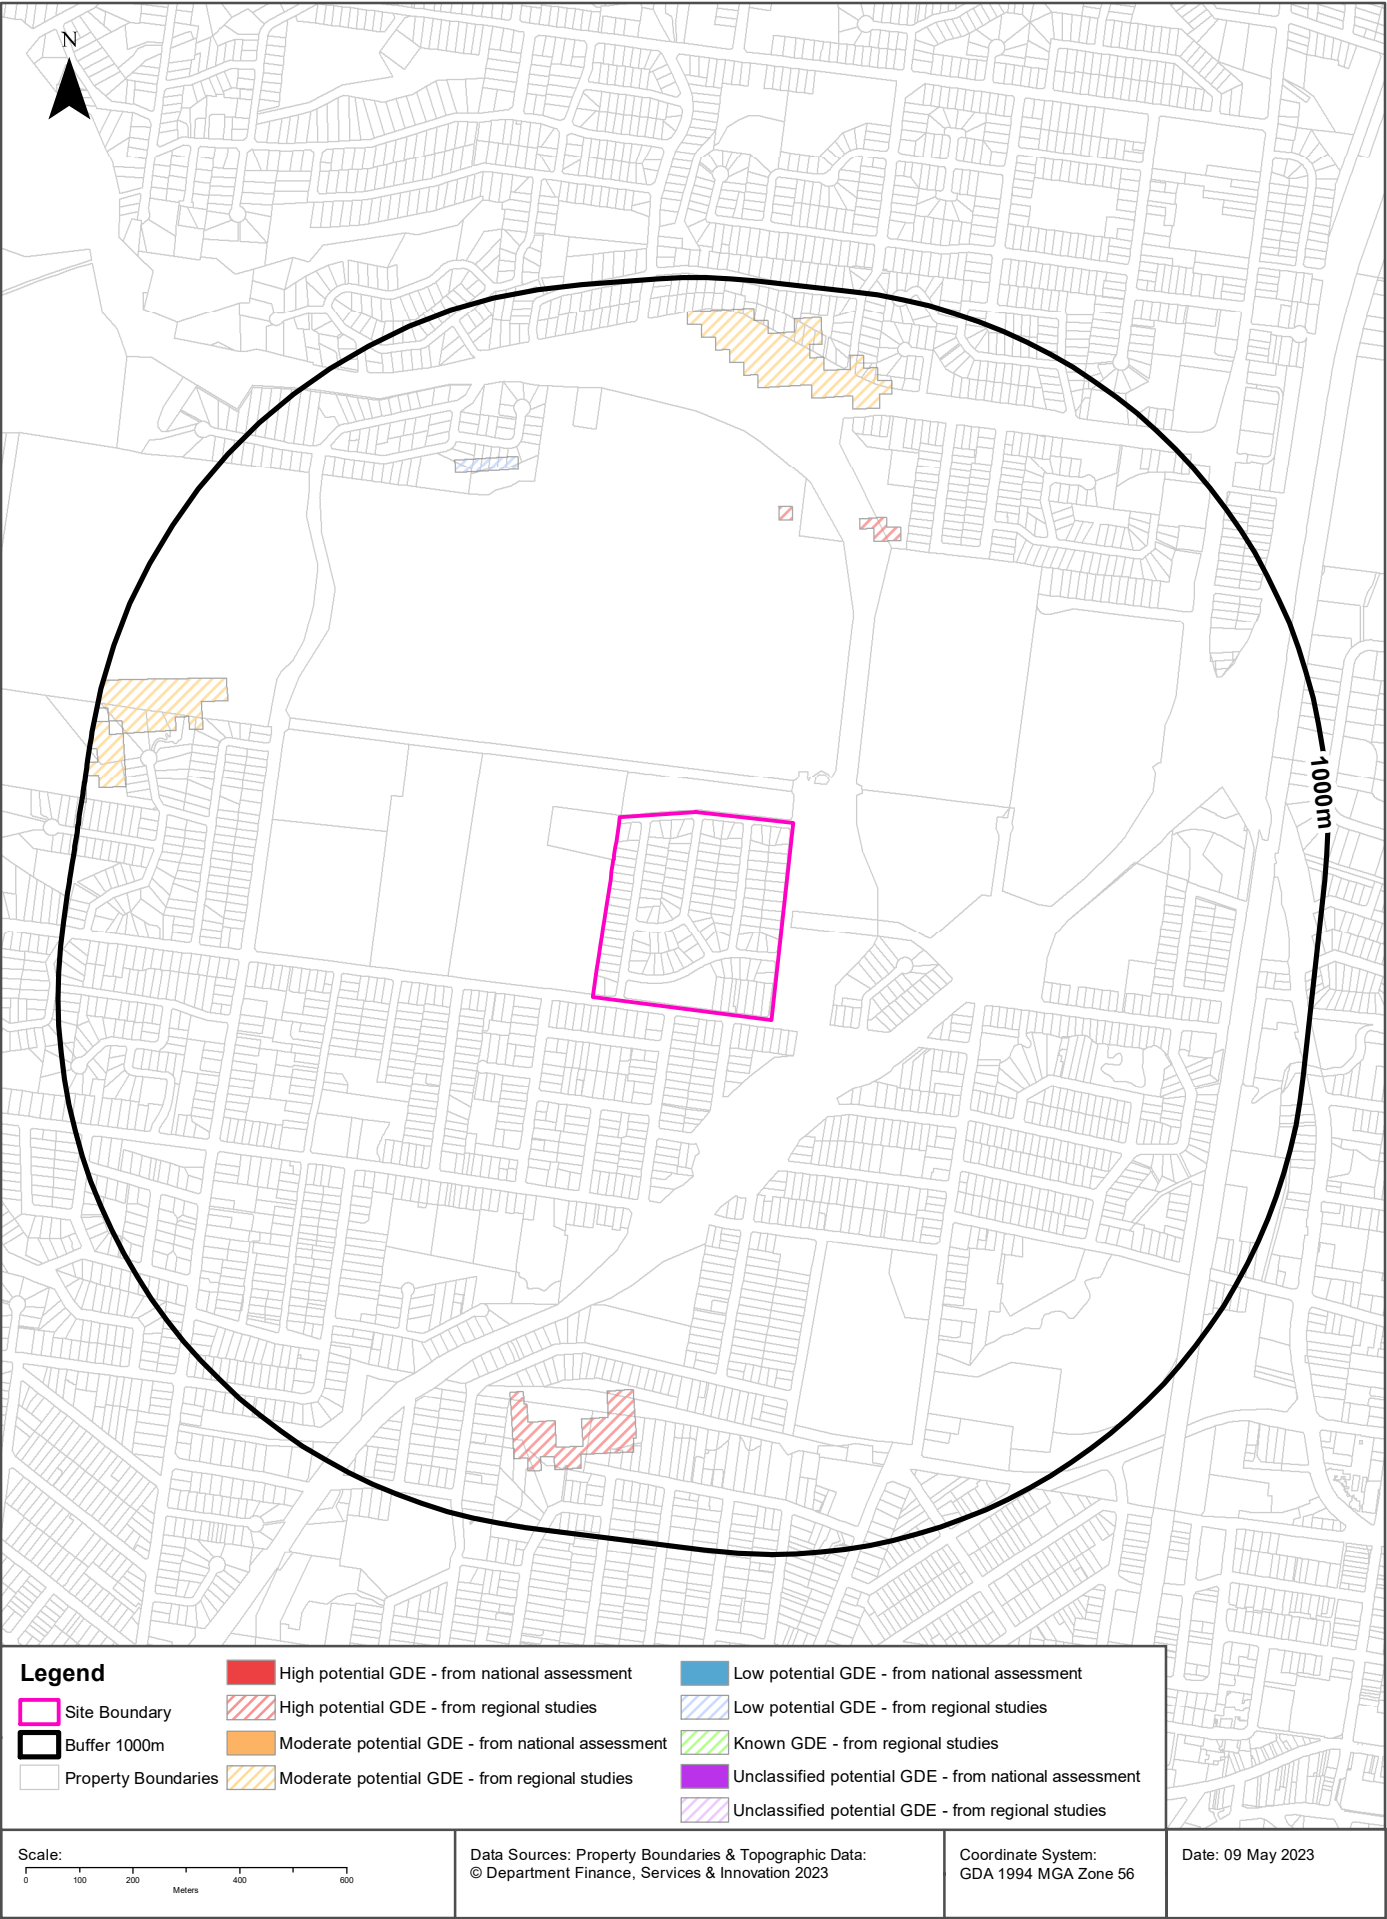 N
1000m
Legend
Site Boundary
Buffer 1000m
Property Boundaries
High potential GDE - from national assessment
High potential GDE - from regional studies
Moderate potential GDE - from national assessment
Moderate potential GDE - from regional studies
Low potential GDE - from national assessment
Low potential GDE - from regional studies
Known GDE - from regional studies
Unclassified potential GDE - from national assessment
Unclassified potential GDE - from regional studies
Scale:
0 100 200 400 600
Meters
Data Sources: Property Boundaries & Topographic Data:
© Department Finance, Services & Innovation 2023
Coordinate System:
GDA 1994 MGA Zone 56
Date: 09 May 2023